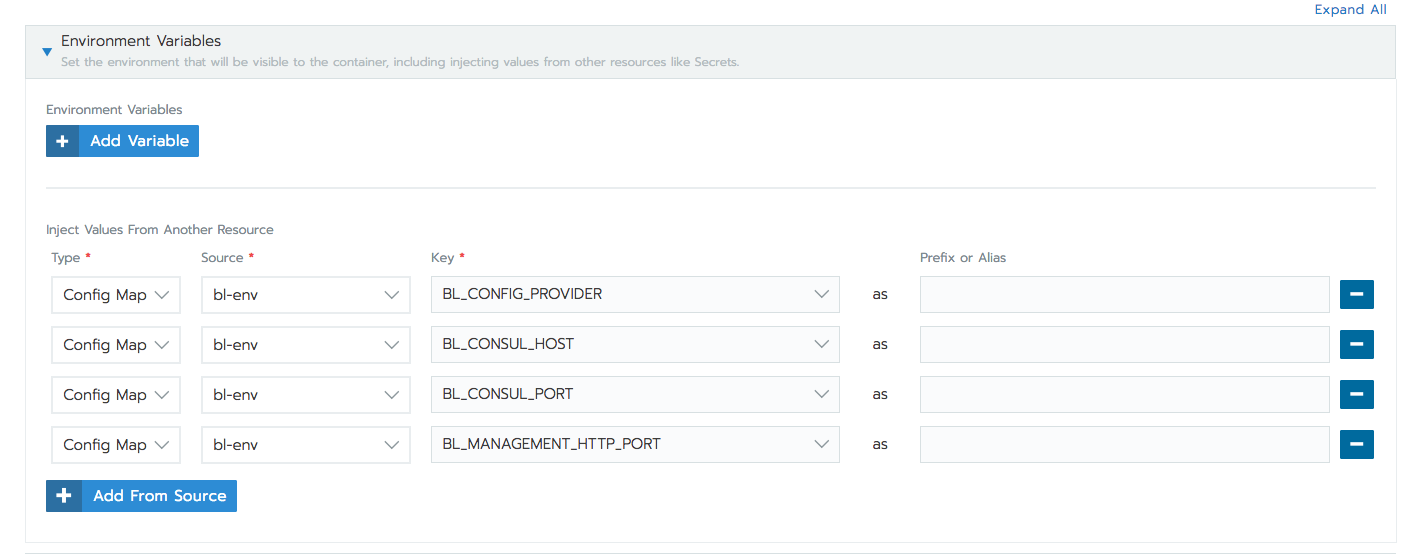 Expand All
Environment Variables
Set the environment that will be visible to the container, including injecting values from other resources like Secrets.
Environment Variables
+ Add Variable
Inject Values From Another Resource
Type * Source * Key * Prefix or Alias
Config Map bl-env BL_CONFIG_PROVIDER as
Config Map bl-env BL_CONSUL_HOST as
Config Map bl-env BL_CONSUL_PORT as
Config Map bl-env BL_MANAGEMENT_HTTP_PORT as
+ Add From Source